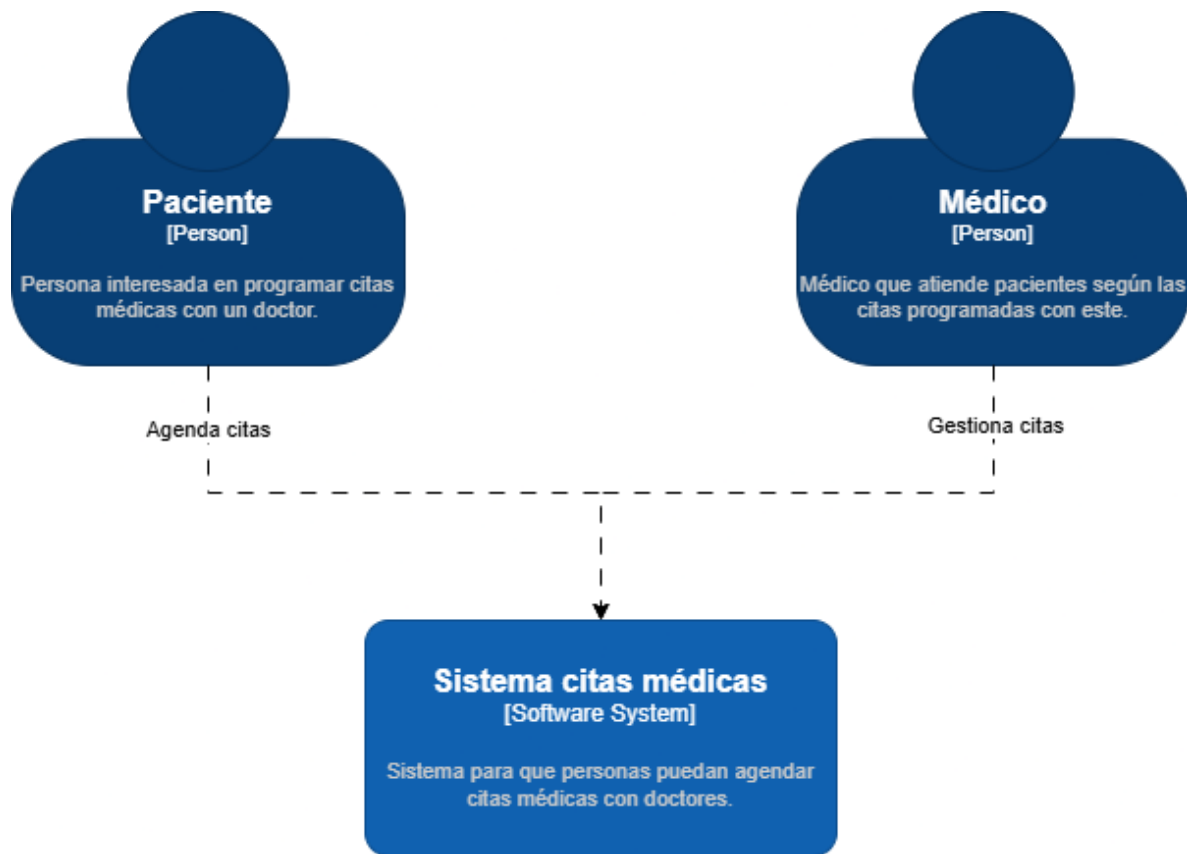 Paciente
[Person]
Persona interesada en programar citas
médicas con un doctor.
Médico
[Person]
Médico que atiende pacientes según las
citas programadas con este.
Agenda citas
Gestiona citas
Sistema citas médicas
[Software System]
Sistema para que personas puedan agendar
citas médicas con doctores.